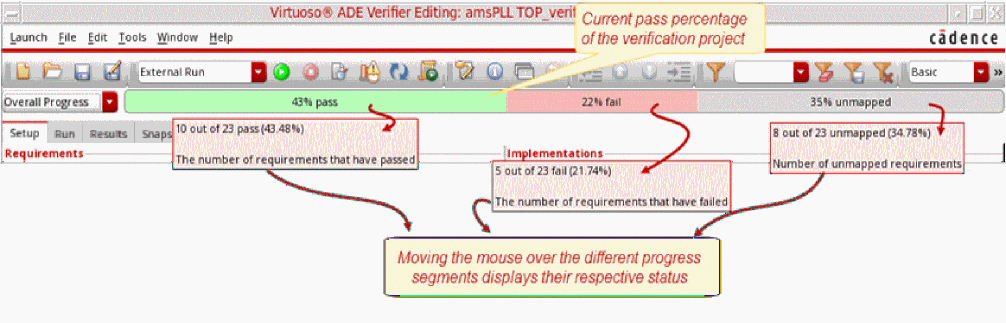 Virtuoso® ADE Verifier Editing: amsPLL TOP_verif
Current pass percentage
of the verification project
Launch File Edit Tools Window Help
cādence
External Run
Basic
»
Overall Progress
43% pass
22% fail
35% unmapped
Setup Run Results Snaps
10 out of 23 pass (43.48%)
The number of requirements that have passed
8 out of 23 unmapped (34.78%)
Number of unmapped requirements
Requirements
Implementations
5 out of 23 fail (21.74%)
The number of requirements that have failed
Moving the mouse over the different progress
segments displays their respective status